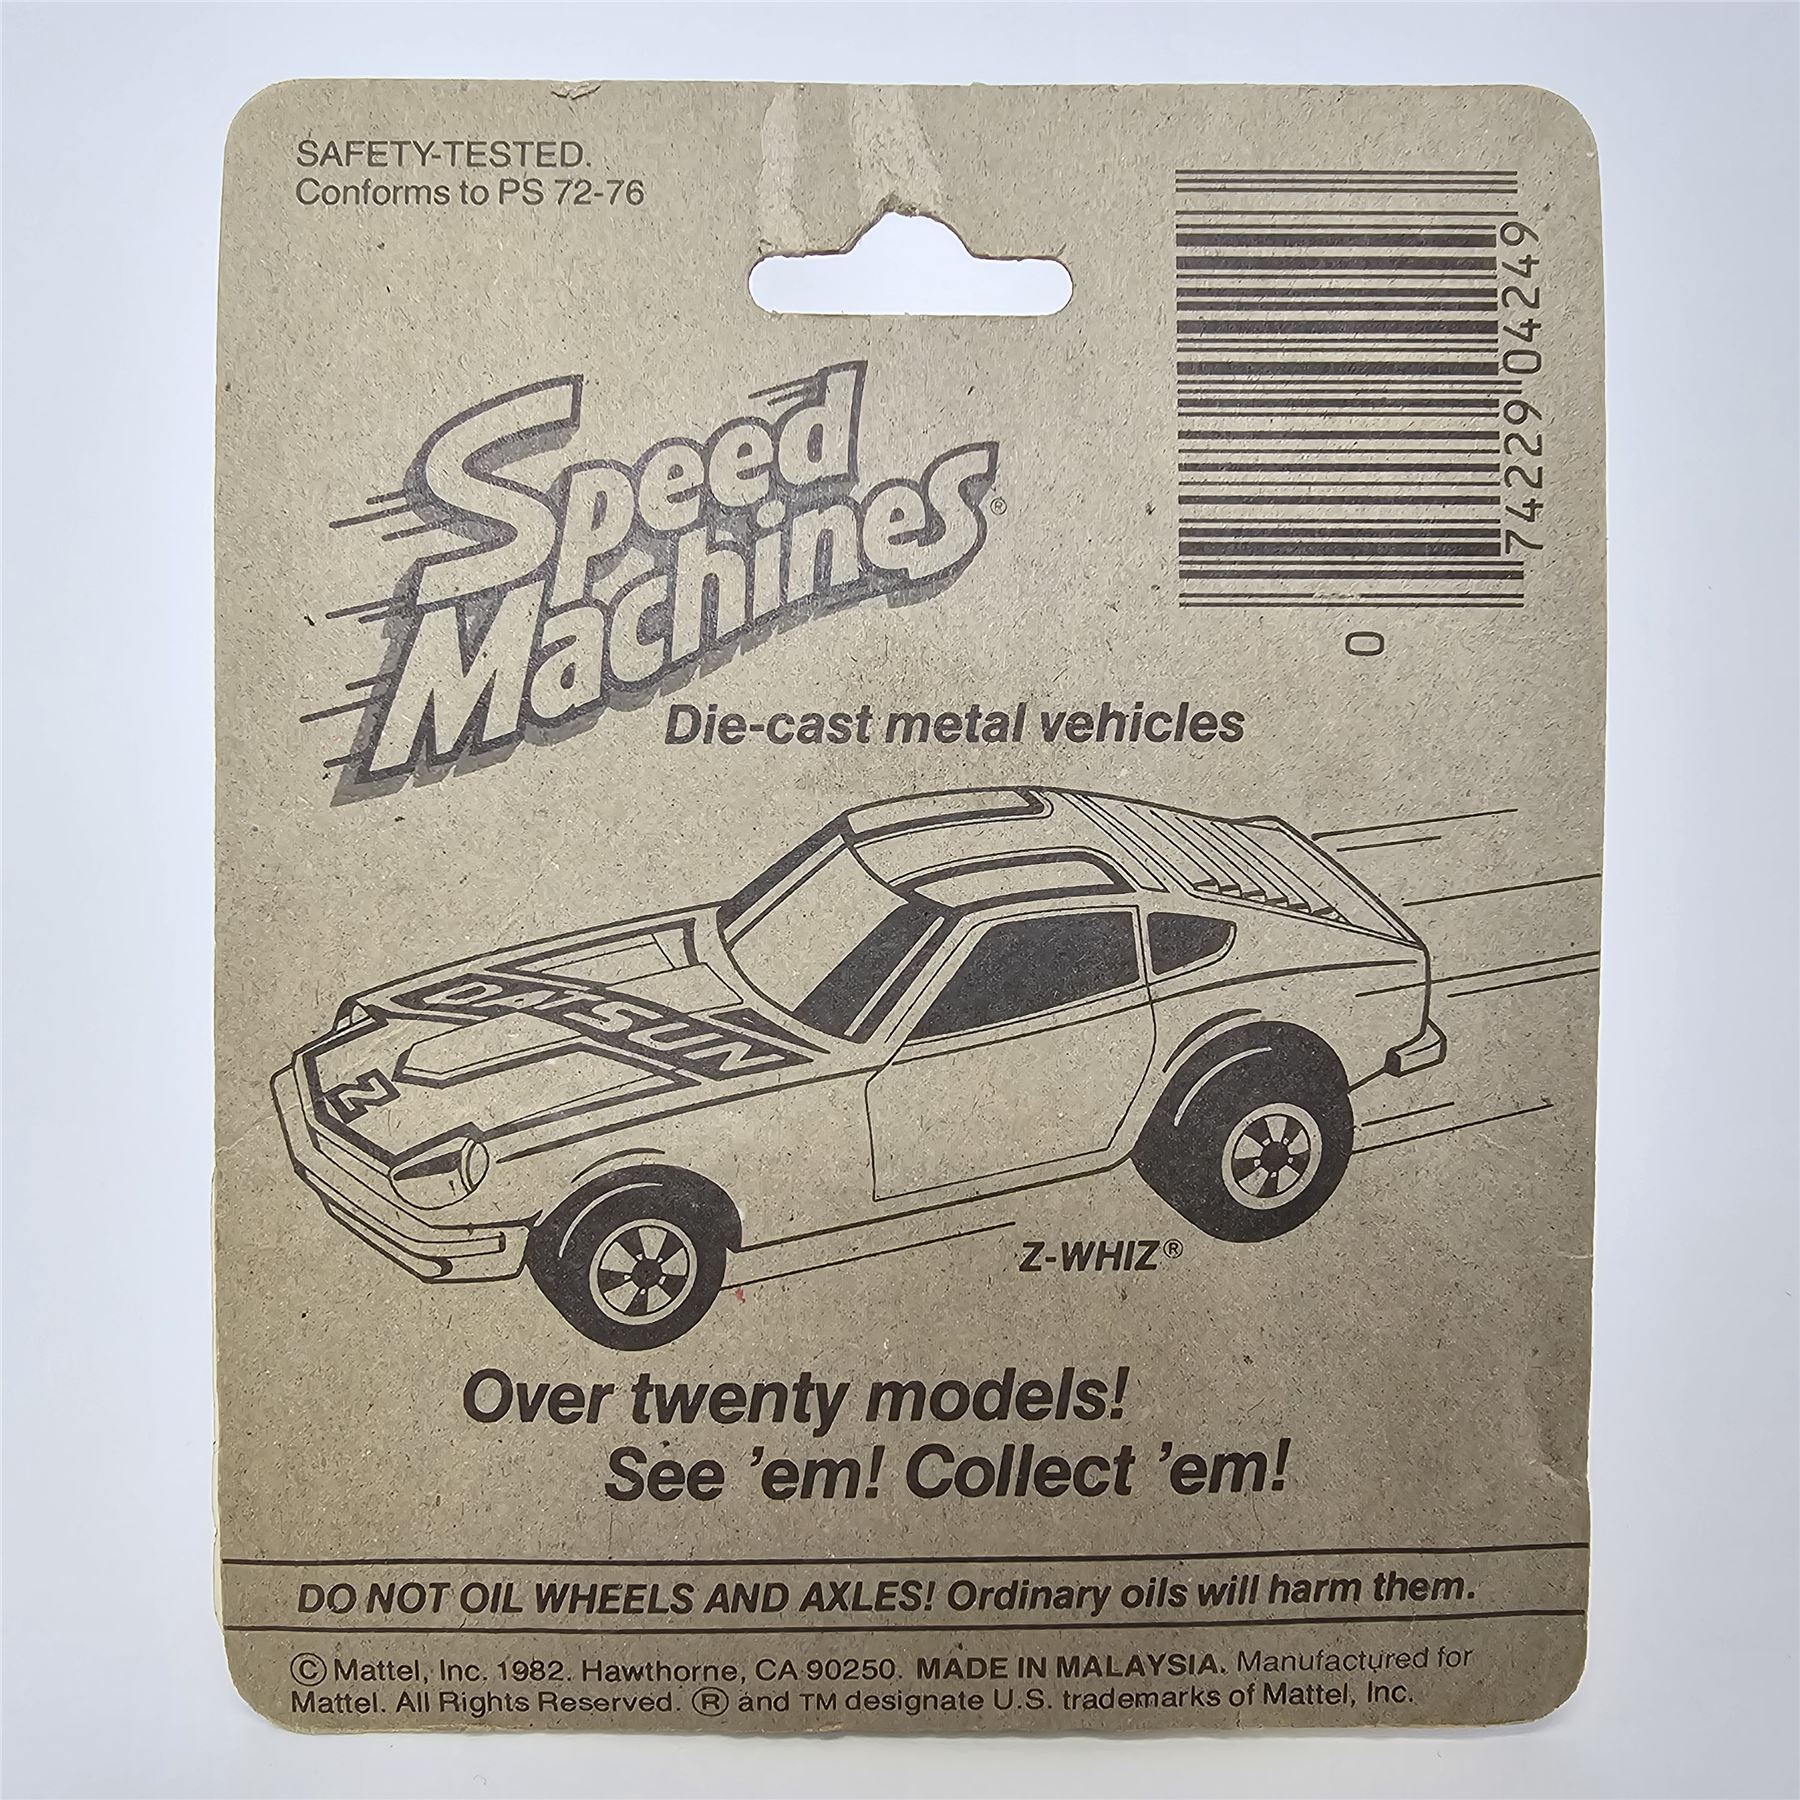 SAFETY-TESTED.
Conforms to PS 72-76
74229 04249
0
Speed
Machines®
Die-cast metal vehicles
DATSUN
Z
Z-WHIZ®
Over twenty models!
See 'em! Collect 'em!
DO NOT OIL WHEELS AND AXLES! Ordinary oils will harm them.
© Mattel, Inc. 1982. Hawthorne, CA 90250. MADE IN MALAYSIA. Manufactured for
Mattel. All Rights Reserved. ® and TM designate U.S. trademarks of Mattel, Inc.